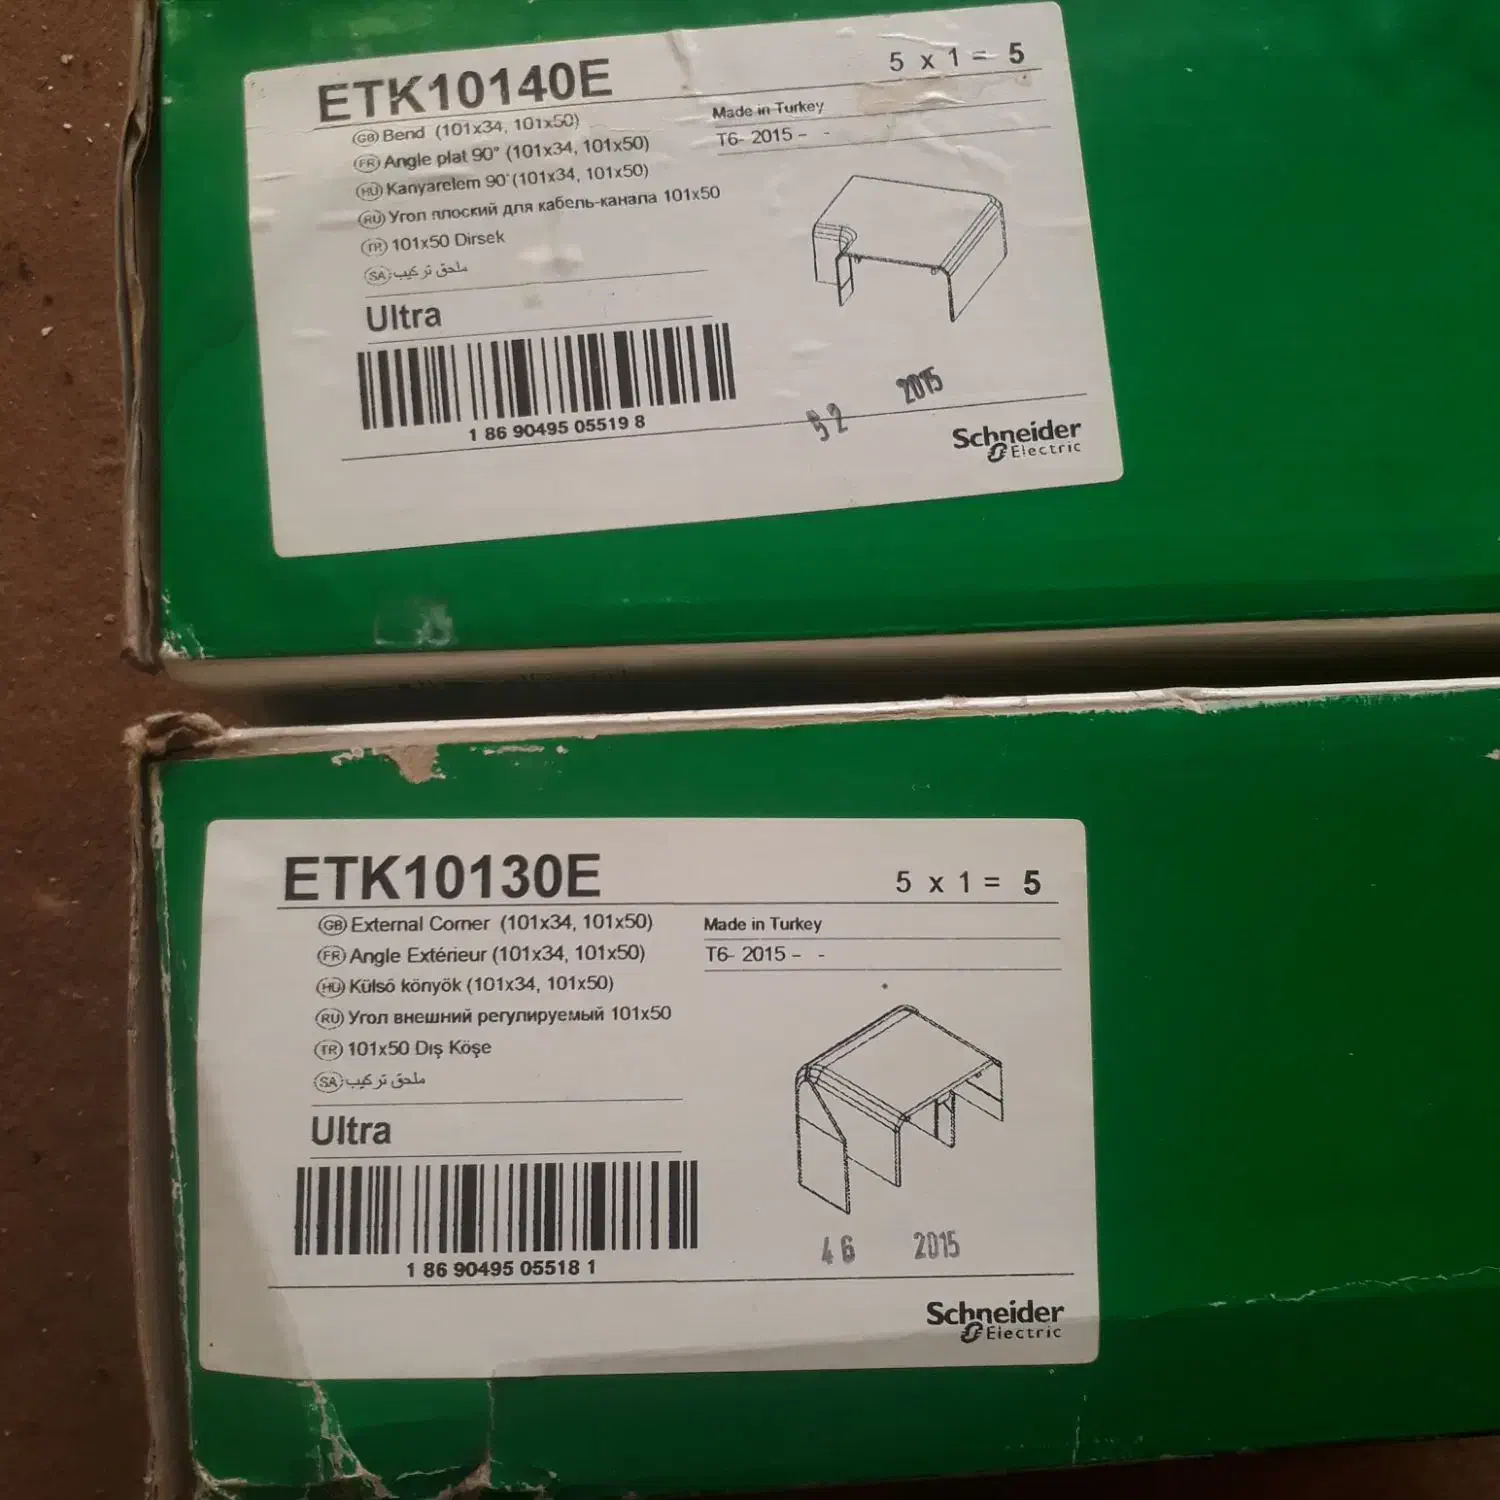 ETK10140E
5 x 1 = 5
GB Bend (101x34, 101x50)
Made in Turkey
FR Angle plat 90° (101x34, 101x50)
T6- 2015 - -
HU Kanyarelem 90° (101x34, 101x50)
RU Угол плоский для кабель-канала 101x50
TR 101x50 Dirsek
SA ملحق تركيب
Ultra
1 86 90495 05519 8
52 2015
Schneider
Electric
ETK10130E
5 x 1 = 5
GB External Corner (101x34, 101x50)
Made in Turkey
FR Angle Extérieur (101x34, 101x50)
T6- 2015 - -
HU Külső könyök (101x34, 101x50)
RU Угол внешний регулируемый 101x50
TR 101x50 Dış Köşe
SA ملحق تركيب
Ultra
1 86 90495 05518 1
46 2015
Schneider
Electric